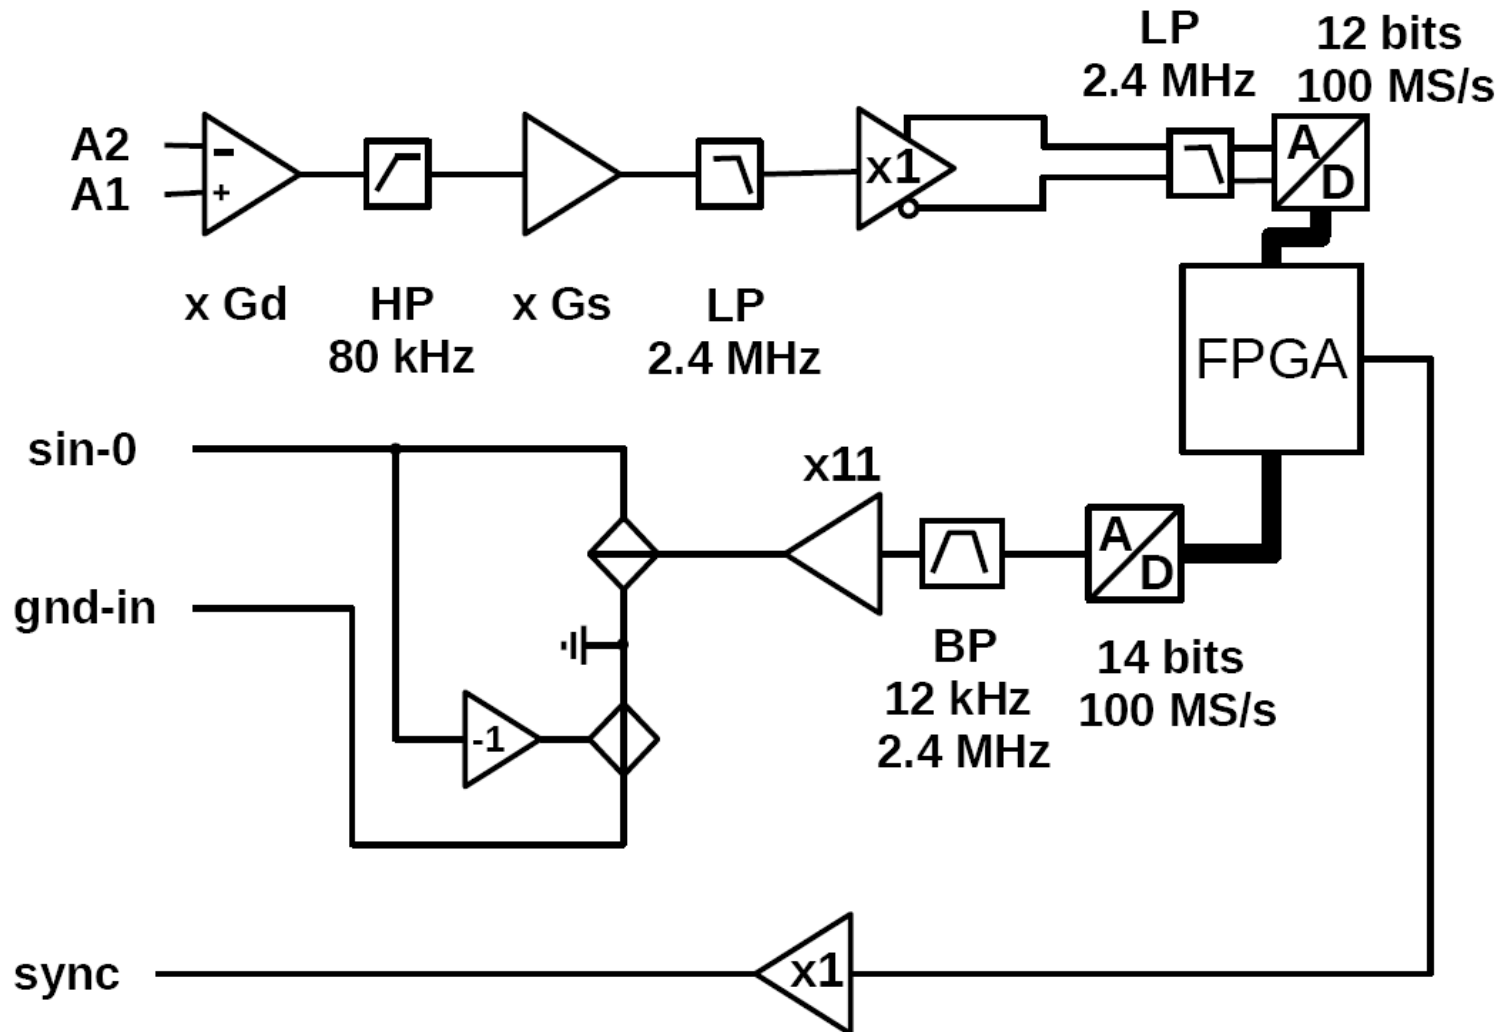 LP
2.4 MHz
12 bits
100 MS/s
A2
A1
-
+
x1
A
D
x Gd
HP
80 kHz
x Gs
LP
2.4 MHz
FPGA
sin-0
x11
gnd-in
A
D
BP
12 kHz
2.4 MHz
14 bits
100 MS/s
-1
sync
x1